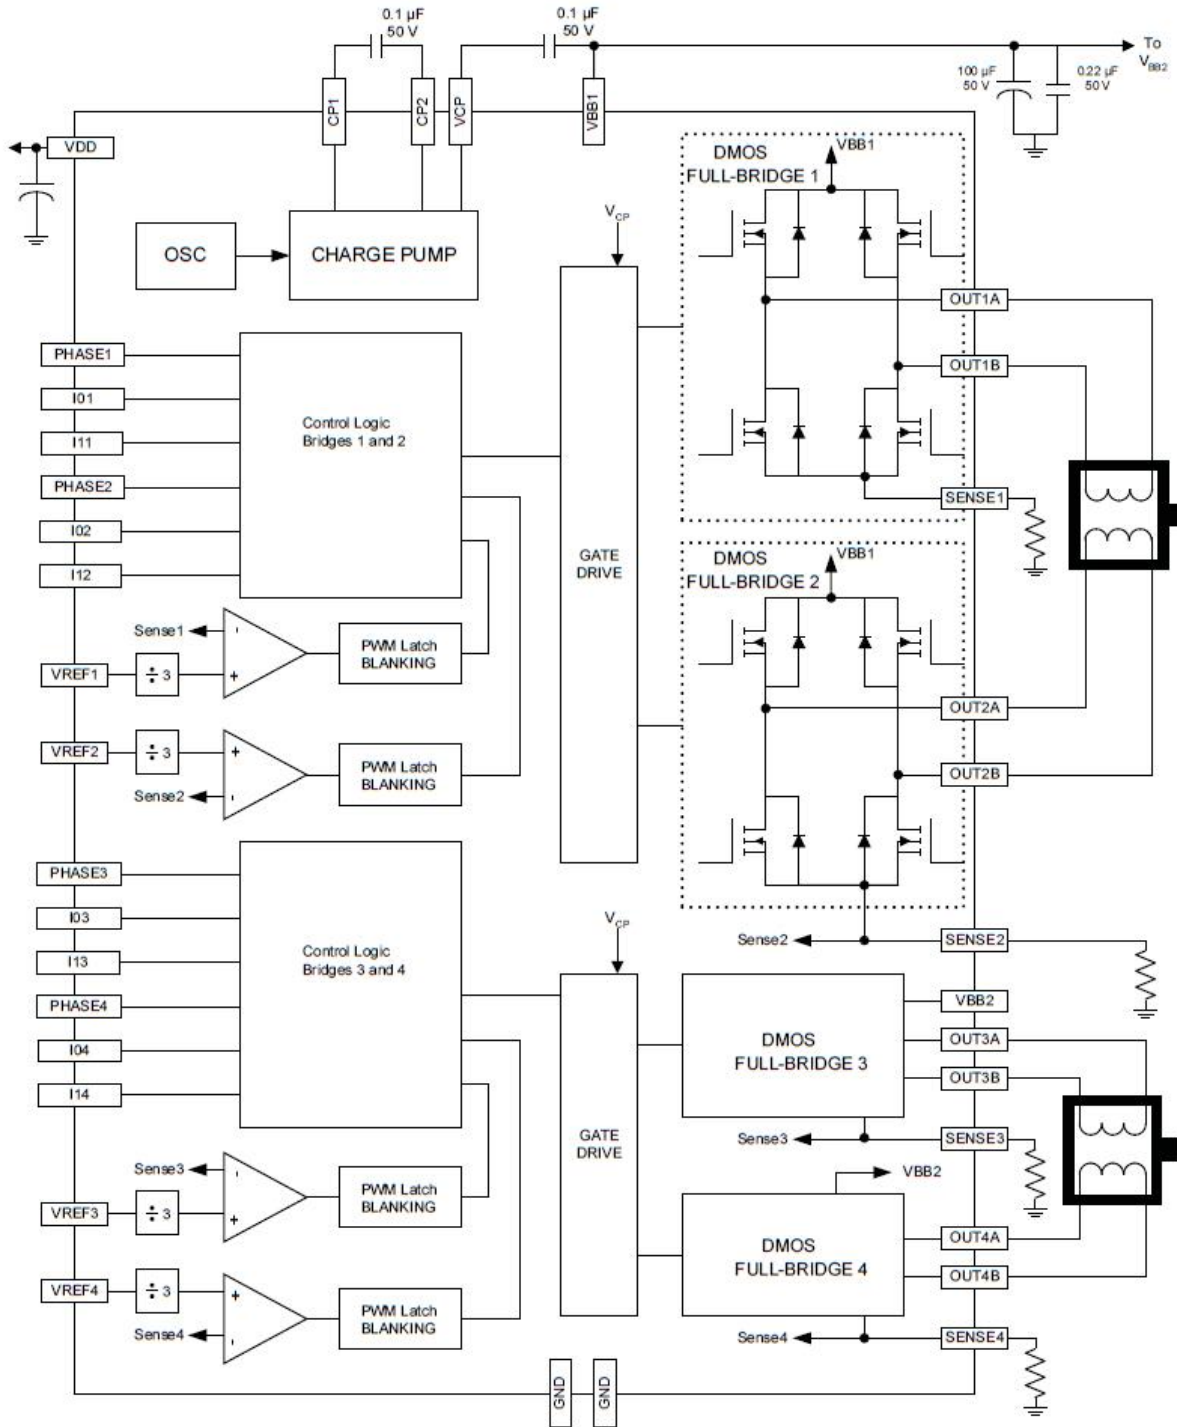 0.1 µF
50 V
0.1 µF
50 V
To
VBB2
100 µF
50 V
0.22 µF
50 V
CP1
CP2
VCP
VBB1
VDD
OSC
CHARGE PUMP
VCP
DMOS
FULL-BRIDGE 1
VBB1
OUT1A
OUT1B
SENSE1
PHASE1
I01
I11
PHASE2
I02
I12
Control Logic
Bridges 1 and 2
GATE
DRIVE
DMOS
FULL-BRIDGE 2
VBB1
OUT2A
OUT2B
Sense1
-
+
VREF1
÷ 3
PWM Latch
BLANKING
VREF2
÷ 3
+
-
Sense2
PWM Latch
BLANKING
Sense2
SENSE2
PHASE3
I03
I13
PHASE4
I04
I14
Control Logic
Bridges 3 and 4
VCP
GATE
DRIVE
DMOS
FULL-BRIDGE 3
VBB2
OUT3A
OUT3B
Sense3
SENSE3
VBB2
DMOS
FULL-BRIDGE 4
OUT4A
OUT4B
Sense4
SENSE4
Sense3
-
+
VREF3
÷ 3
PWM Latch
BLANKING
VREF4
÷ 3
+
-
Sense4
PWM Latch
BLANKING
GND
GND